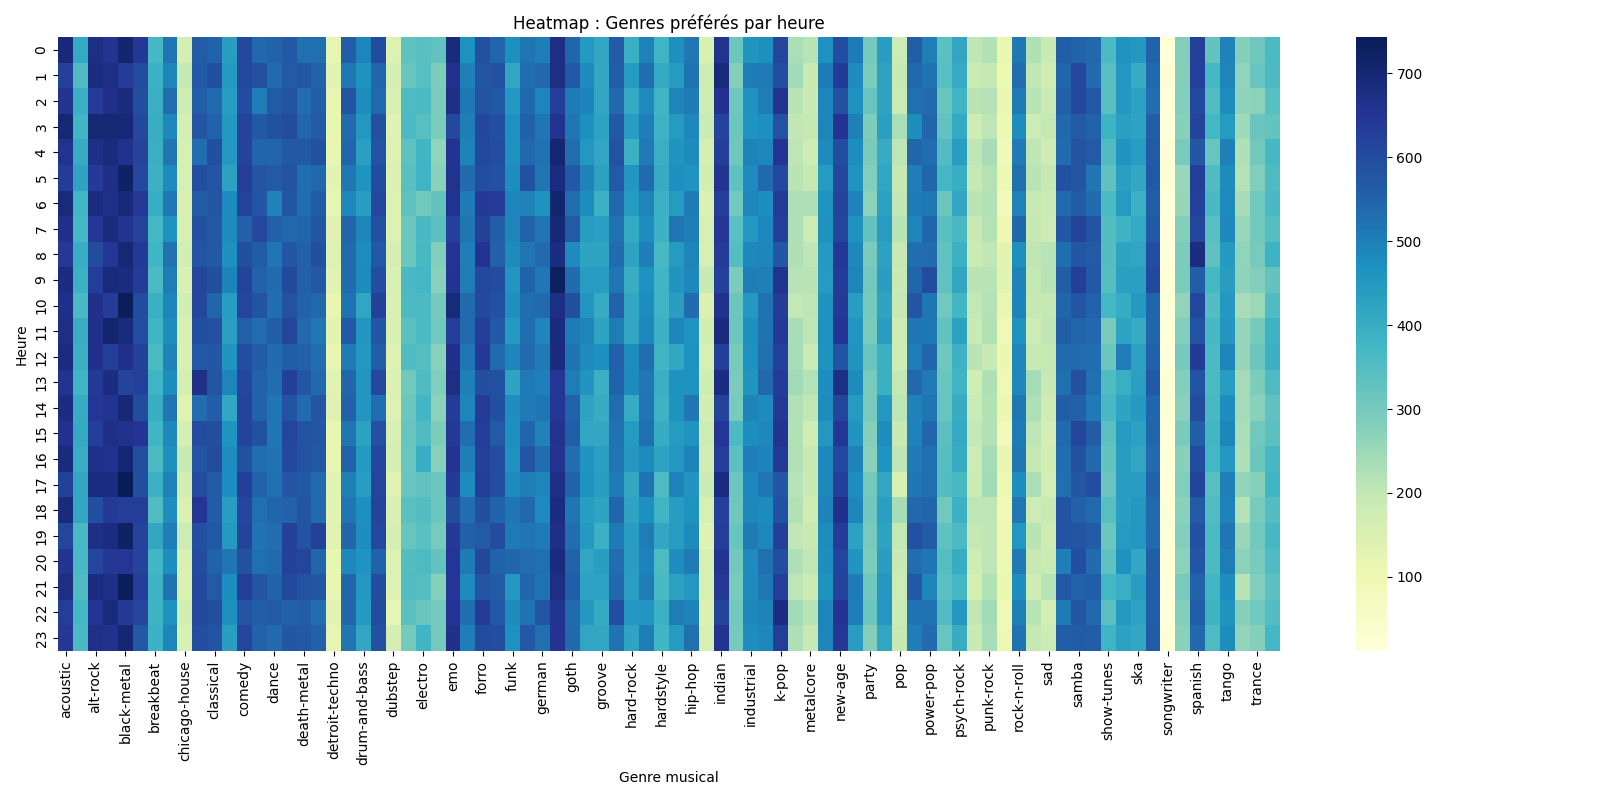 Heatmap : Genres préférés par heure
Heure
0
1
2
3
4
5
6
7
8
9
10
11
12
13
14
15
16
17
18
19
20
21
22
23
acoustic
alt-rock
black-metal
breakbeat
chicago-house
classical
comedy
dance
death-metal
detroit-techno
drum-and-bass
dubstep
electro
emo
forro
funk
german
goth
groove
hard-rock
hardstyle
hip-hop
indian
industrial
k-pop
metalcore
new-age
party
pop
power-pop
psych-rock
punk-rock
rock-n-roll
sad
samba
show-tunes
ska
songwriter
spanish
tango
trance
Genre musical
700
600
500
400
300
200
100